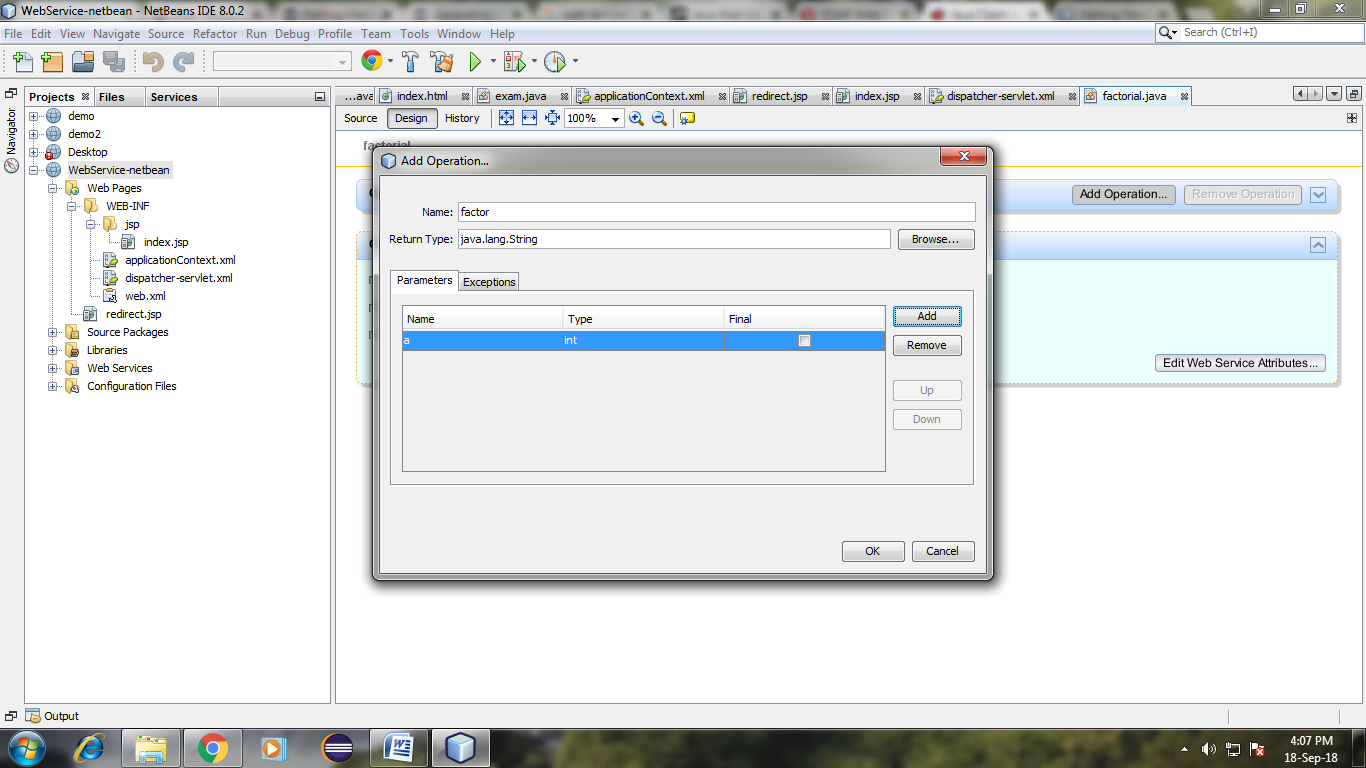 WebService-netbean - NetBeans IDE 8.0.2
File Edit View Navigate Source Refactor Run Debug Profile Team Tools Window Help
Search (Ctrl+I)
Projects Files Services
...ava index.html exam.java applicationContext.xml redirect.jsp index.jsp dispatcher-servlet.xml factorial.java
Navigator
Source Design History 100%
demo
demo2
Desktop
WebService-netbean
Web Pages
WEB-INF
jsp
index.jsp
applicationContext.xml
dispatcher-servlet.xml
web.xml
redirect.jsp
Source Packages
Libraries
Web Services
Configuration Files
factorial
Add Operation... Remove Operation
Edit Web Service Attributes...
Add Operation...
Name: factor
Return Type: java.lang.String Browse...
Parameters Exceptions
Name Type Final
a int
Add
Remove
Up
Down
OK Cancel
Output
4:07 PM
18-Sep-18